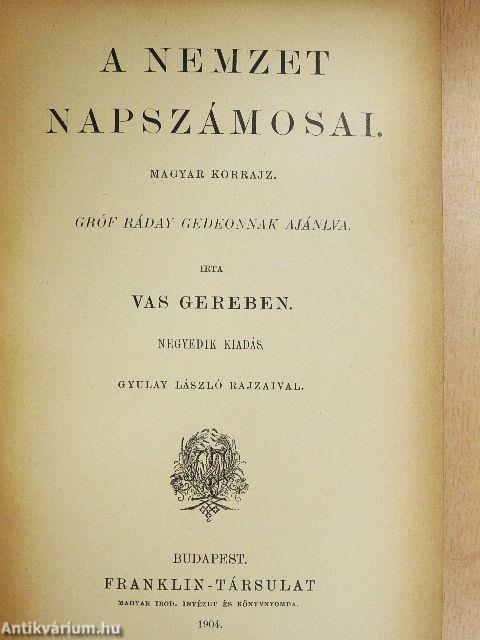 A NEMZET
NAPSZÁMOSAI.
MAGYAR KORRAJZ.
GRÓF RÁDAY GEDEONNAK AJÁNLVA.
IRTA
VAS GEREBEN.
NEGYEDIK KIADÁS.
GYULAY LÁSZLÓ RAJZAIVAL.
BUDAPEST.
FRANKLIN-TÁRSULAT
MAGYAR IROD. INTÉZET ÉS KÖNYVNYOMDA.
1904.
Antikvárium.hu